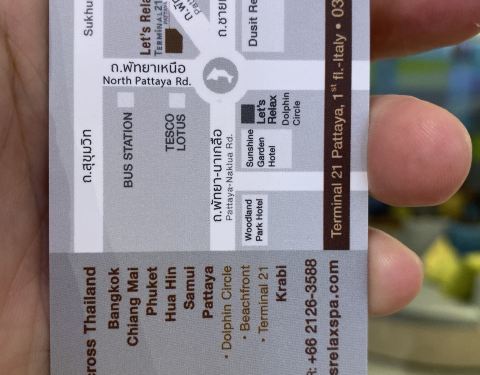 Sukhu
Let's Rela
TERMINAL 21
ถ.พัทยาเหนือ
North Pattaya Rd.
Dusit Re
Let's
Relax
Dolphin
Circle
ถ.สุขุมวิท
BUS STATION
TESCO
LOTUS
ถ.พัทยา-นาเกลือ
Pattaya-Naklua Rd.
Sunshine
Garden
Hotel
Woodland
Park Hotel
Terminal 21 Pattaya, 1st fl.-Italy • 03
cross Thailand
Bangkok
Chiang Mai
Phuket
Hua Hin
Samui
Pattaya
• Dolphin Circle
• Beachfront
• Terminal 21
Krabi
R: +66 2126-3588
srelaxspa.com